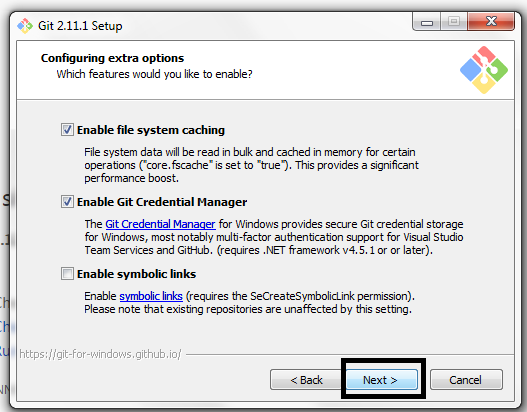 Git 2.11.1 Setup
Configuring extra options
Which features would you like to enable?
Enable file system caching
File system data will be read in bulk and cached in memory for certain
operations ("core.fscache" is set to "true"). This provides a significant
performance boost.
Enable Git Credential Manager
The Git Credential Manager for Windows provides secure Git credential storage
for Windows, most notably multi-factor authentication support for Visual Studio
Team Services and GitHub. (requires .NET framework v4.5.1 or or later).
Enable symbolic links
Enable symbolic links (requires the SeCreateSymbolicLink permission).
Please note that existing repositories are unaffected by this setting.
https://git-for-windows.github.io/
< Back
Next >
Cancel